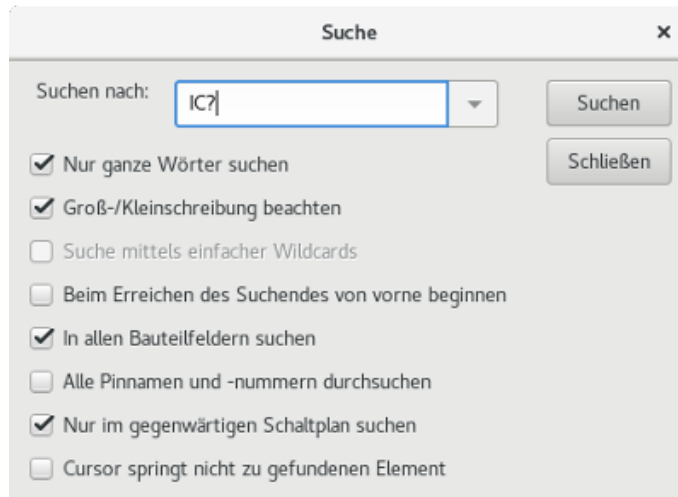 Suche
Suchen nach:
IC?
Suchen
Schließen
Nur ganze Wörter suchen
Groß-/Kleinschreibung beachten
Suche mittels einfacher Wildcards
Beim Erreichen des Suchendes von vorne beginnen
In allen Bauteilfeldern suchen
Alle Pinnamen und -nummern durchsuchen
Nur im gegenwärtigen Schaltplan suchen
Cursor springt nicht zu gefundenen Element